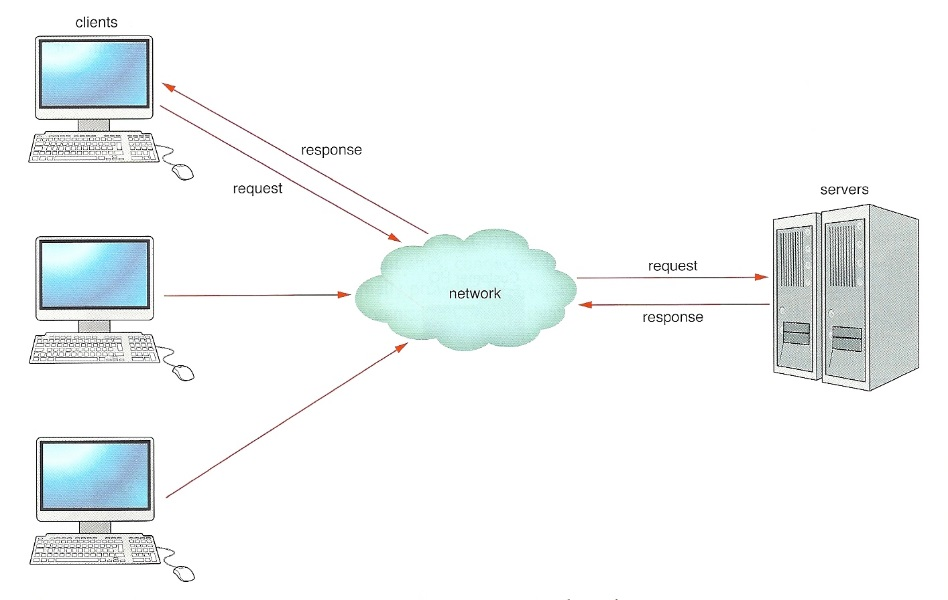 clients
response
request
servers
request
network
response